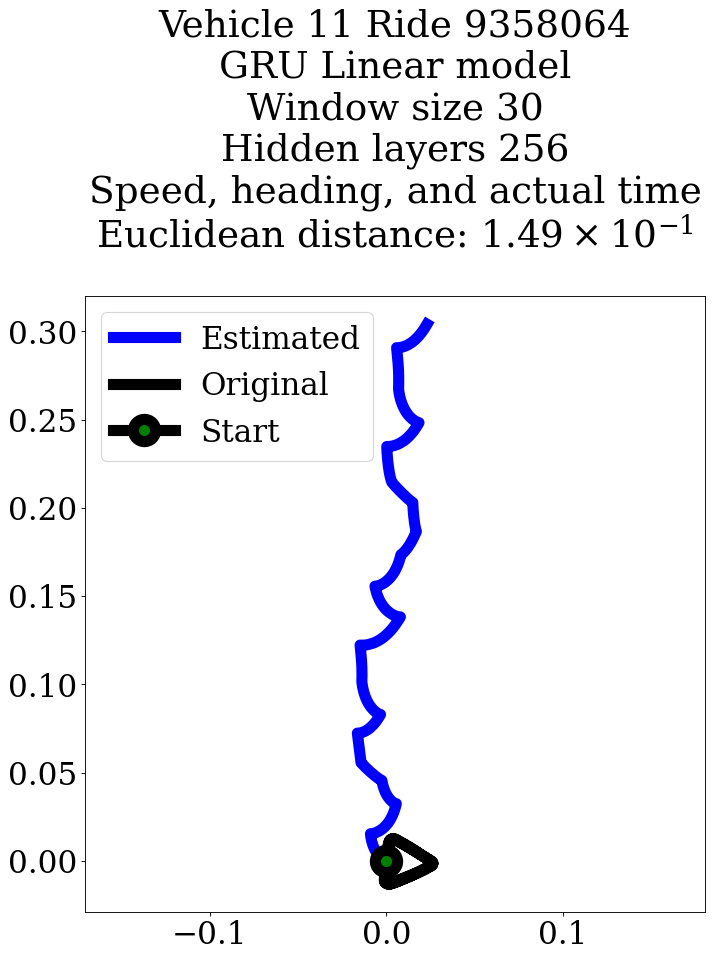 Vehicle 11 Ride 9358064
GRU Linear model
Window size 30
Hidden layers 256
Speed, heading, and actual time
Euclidean distance: 1.49 × 10⁻¹
Estimated
Original
Start
0.30
0.25
0.20
0.15
0.10
0.05
0.00
−0.1
0.0
0.1